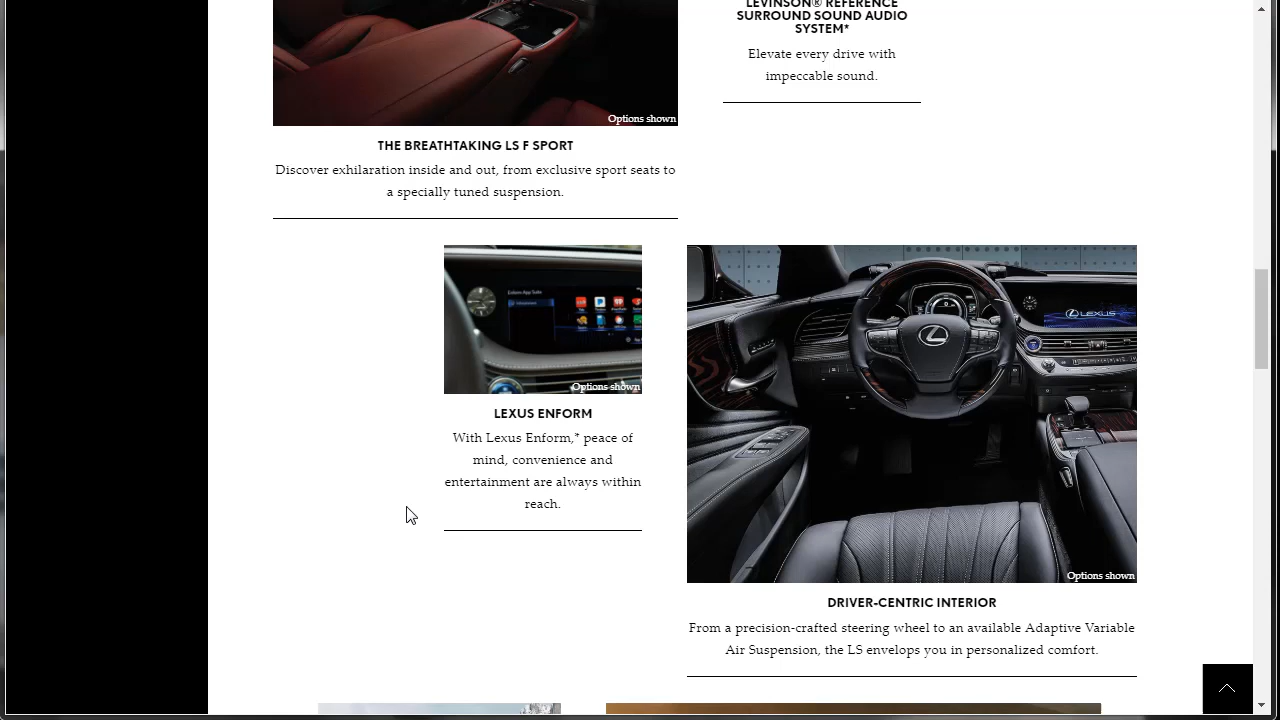 LEVINSON® REFERENCE
SURROUND SOUND AUDIO
SYSTEM*
Elevate every drive with
impeccable sound.
Options shown
THE BREATHTAKING LS F SPORT
Discover exhilaration inside and out, from exclusive sport seats to
a specially tuned suspension.
Options shown
LEXUS ENFORM
With Lexus Enform,* peace of
mind, convenience and
entertainment are always within
reach.
LEXUS
Options shown
DRIVER-CENTRIC INTERIOR
From a precision-crafted steering wheel to an available Adaptive Variable
Air Suspension, the LS envelops you in personalized comfort.